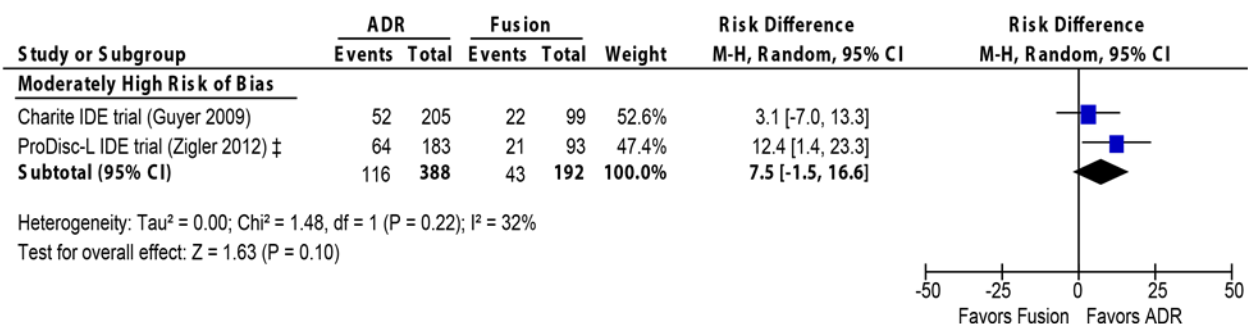 ADR Fusion Risk Difference Risk Difference
Study or Subgroup Events Total Events Total Weight M-H, Random, 95% CI M-H, Random, 95% CI
Moderately High Risk of Bias
Charite IDE trial (Guyer 2009) 52 205 22 99 52.6% 3.1 [-7.0, 13.3]
ProDisc-L IDE trial (Zigler 2012) ‡ 64 183 21 93 47.4% 12.4 [1.4, 23.3]
Subtotal (95% CI) 116 388 43 192 100.0% 7.5 [-1.5, 16.6]
Heterogeneity: Tau² = 0.00; Chi² = 1.48, df = 1 (P = 0.22); I² = 32%
Test for overall effect: Z = 1.63 (P = 0.10)
-50 -25 0 25 50
Favors Fusion Favors ADR